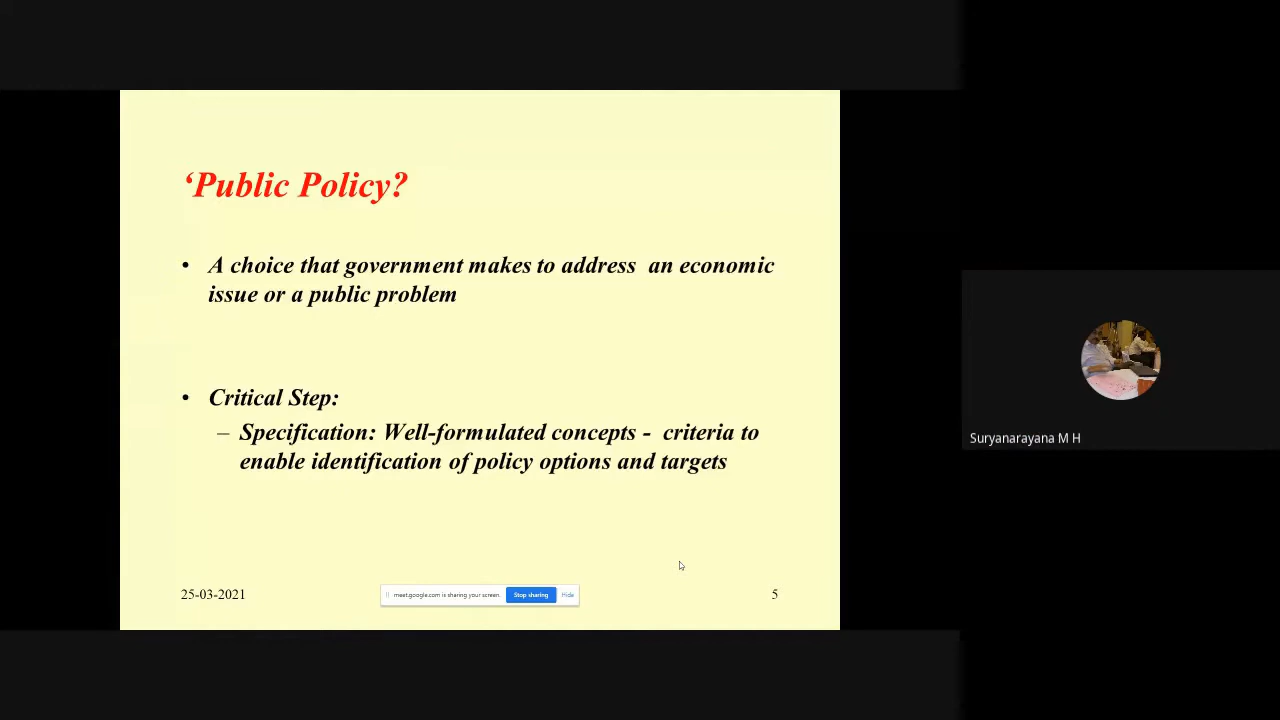 ‘Public Policy?
• A choice that government makes to address an economic
issue or a public problem
• Critical Step:
– Specification: Well-formulated concepts - criteria to
enable identification of policy options and targets
25-03-2021
meet.google.com is sharing your screen.
Stop sharing
Hide
5
Suryanarayana M H